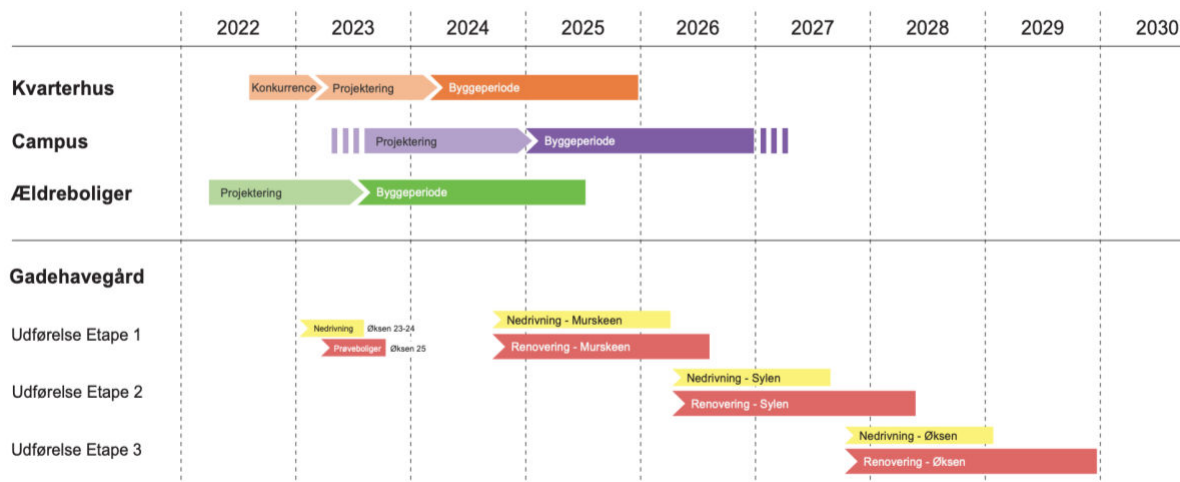 2022 2023 2024 2025 2026 2027 2028 2029 2030
Kvarterhus Konkurrence Projektering Byggeperiode
Campus Projektering Byggeperiode
Ældreboliger Projektering Byggeperiode
Gadehavegård
Udførelse Etape 1
Nedrivning Øksen 23-24 Nedrivning - Murskeen
Prøveboliger Øksen 25 Renovering - Murskeen
Udførelse Etape 2
Nedrivning - Sylen
Renovering - Sylen
Udførelse Etape 3
Nedrivning - Øksen
Renovering - Øksen